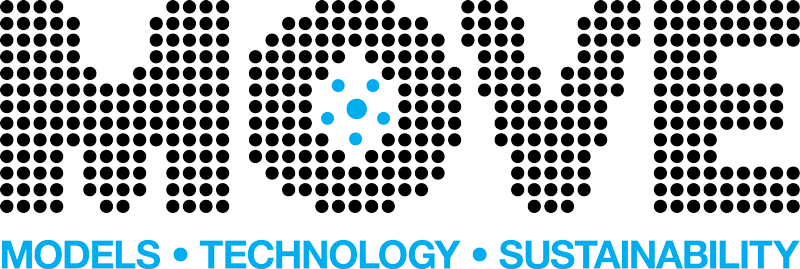 MOVE
MODELS • TECHNOLOGY • SUSTAINABILITY